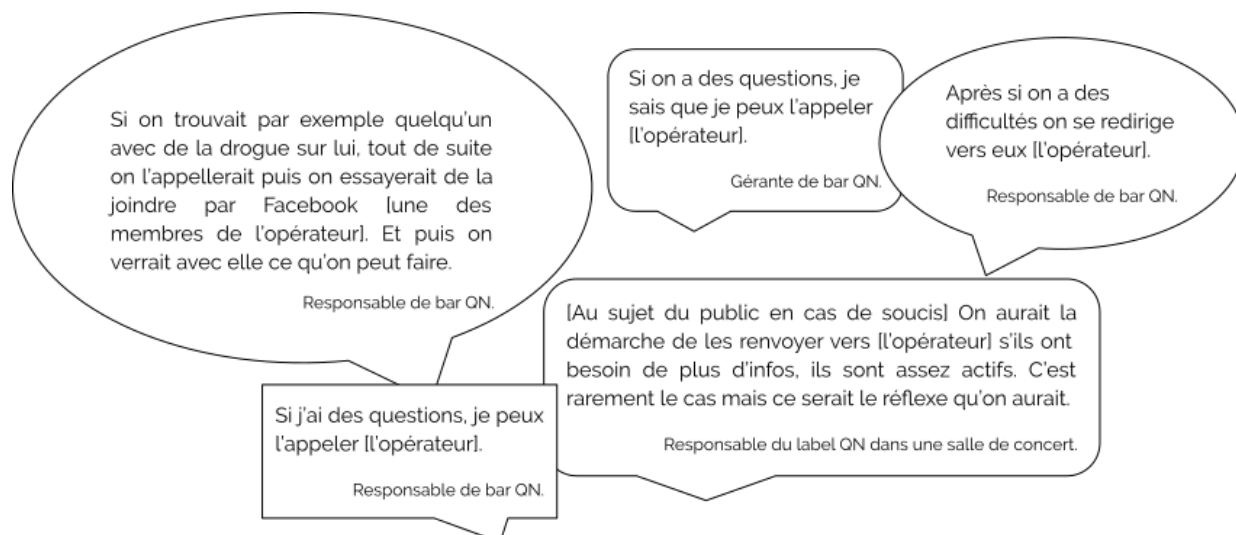 Si on trouvait par exemple quelqu'un
avec de la drogue sur lui, tout de suite
on l'appellerait puis on essayerait de la
joindre par Facebook [une des
membres de l'opérateur]. Et puis on
verrait avec elle ce qu'on peut faire.
Responsable de bar QN.
Si on a des questions, je
sais que je peux l'appeler
[l'opérateur].
Gérante de bar QN.
Après si on a des
difficultés on se redirige
vers eux [l'opérateur].
Responsable de bar QN.
[Au sujet du public en cas de soucis] On aurait la
démarche de les renvoyer vers [l'opérateur] s'ils ont
besoin de plus d'infos, ils sont assez actifs. C'est
rarement le cas mais ce serait le réflexe qu'on aurait.
Responsable du label QN dans une salle de concert.
Si j'ai des questions, je peux
l'appeler [l'opérateur].
Responsable de bar QN.